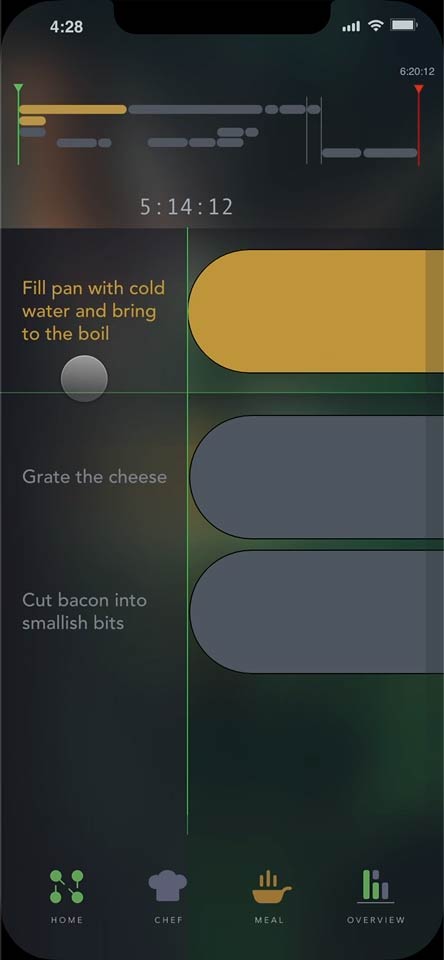 4:28
6:20:12
5:14:12
Fill pan with cold
water and bring
to the boil
Grate the cheese
Cut bacon into
smallish bits
HOME CHEF MEAL OVERVIEW